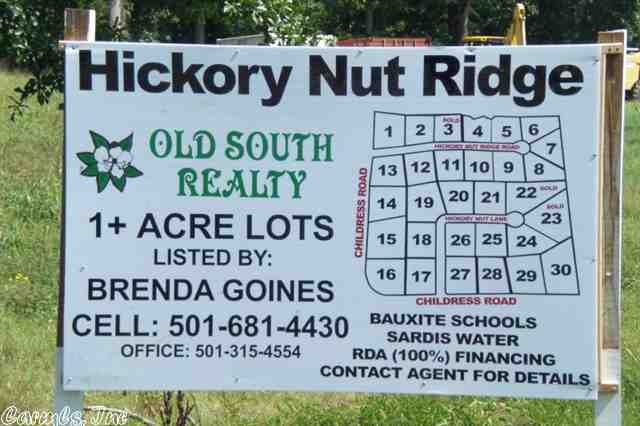 Hickory Nut Ridge
OLD SOUTH
REALTY
1+ ACRE LOTS
LISTED BY:
BRENDA GOINES
CELL: 501-681-4430
OFFICE: 501-315-4554
SOLD
1 2 3 4 5 6
HICKORY NUT RIDGE ROAD
7
13 12 11 10 9 8
CHILDRESS ROAD
14 19 20 21 22 SOLD
SOLD
HICKORY NUT LANE
23
15 18 26 25 24
16 17 27 28 29 30
CHILDRESS ROAD
BAUXITE SCHOOLS
SARDIS WATER
RDA (100%) FINANCING
CONTACT AGENT FOR DETAILS
Carmls, Inc